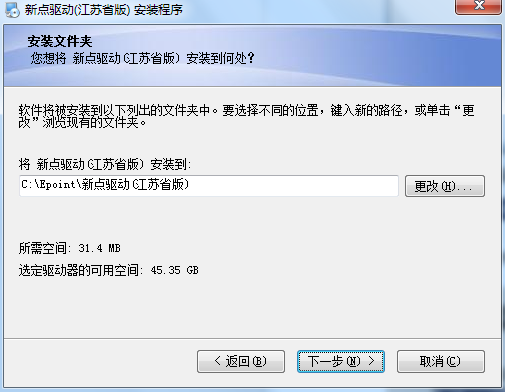 新点驱动(江苏省版) 安装程序
安装文件夹
您想将 新点驱动(江苏省版) 安装到何处?
软件将被安装到以下列出的文件夹中。要选择不同的位置，键入新的路径，或单击“更
改”浏览现有的文件夹。
将 新点驱动(江苏省版) 安装到:
C:\Epoint\新点驱动(江苏省版)
更改(H)...
所需空间: 31.4 MB
选定驱动器的可用空间: 45.35 GB
< 返回(B)
下一步(N) >
取消(C)